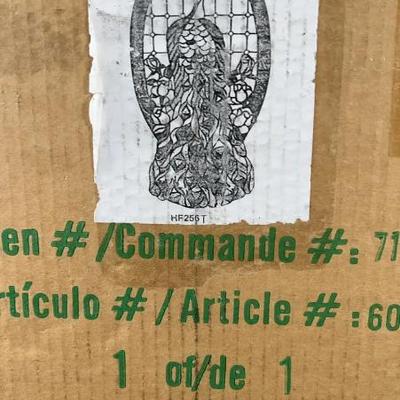 HF256T
en #/Commande #: 71
rtículo #/Article #:60
1 of/de 1